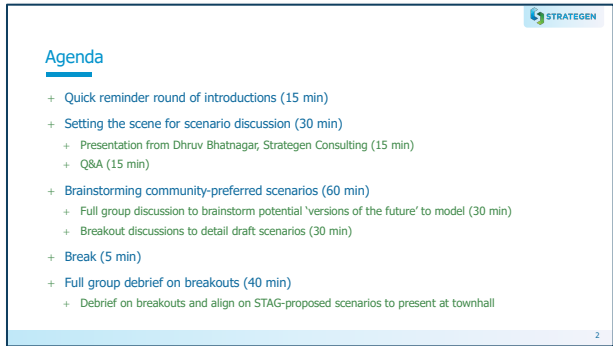 STRATEGEN
Agenda
+ Quick reminder round of introductions (15 min)
+ Setting the scene for scenario discussion (30 min)
+ Presentation from Dhruv Bhatnagar, Strategen Consulting (15 min)
+ Q&A (15 min)
+ Brainstorming community-preferred scenarios (60 min)
+ Full group discussion to brainstorm potential ‘versions of the future’ to model (30 min)
+ Breakout discussions to detail draft scenarios (30 min)
+ Break (5 min)
+ Full group debrief on breakouts (40 min)
+ Debrief on breakouts and align on STAG-proposed scenarios to present at townhall
2